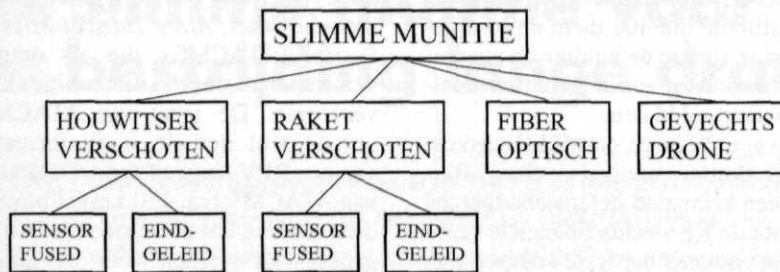 SLIMME MUNITIE
HOUWITSER
VERSCHOTEN
RAKET
VERSCHOTEN
FIBER
OPTISCH
GEVECHTS
DRONE
SENSOR
FUSED
EIND-
GELEID
SENSOR
FUSED
EIND-
GELEID